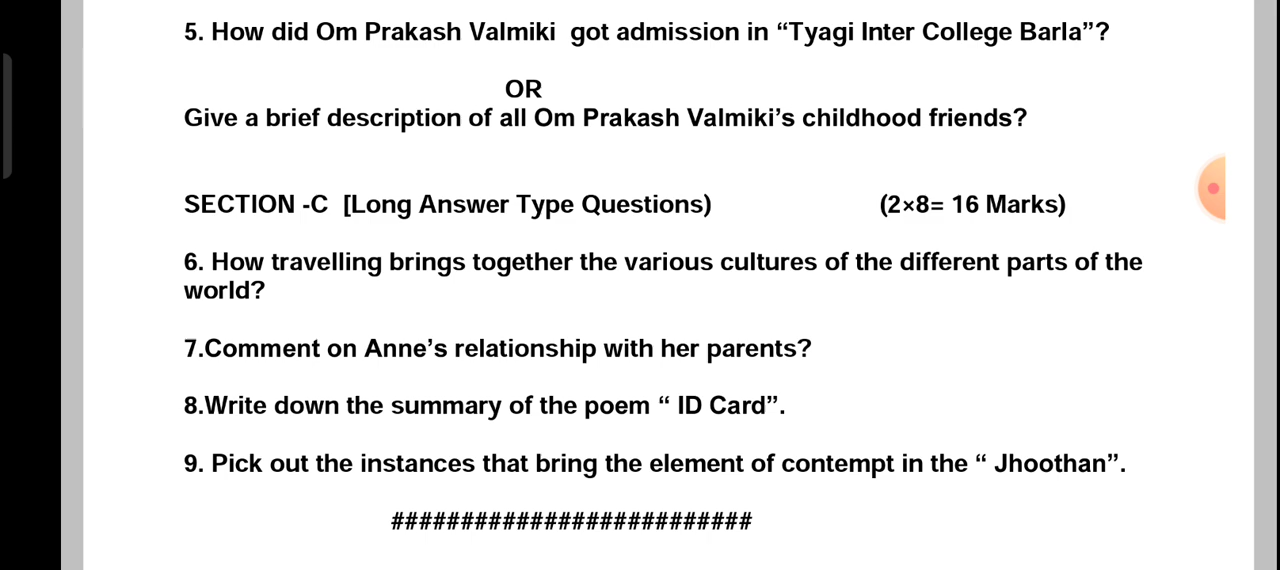 5. How did Om Prakash Valmiki got admission in “Tyagi Inter College Barla”?
OR
Give a brief description of all Om Prakash Valmiki’s childhood friends?
SECTION -C [Long Answer Type Questions) (2×8= 16 Marks)
6. How travelling brings together the various cultures of the different parts of the
world?
7.Comment on Anne’s relationship with her parents?
8.Write down the summary of the poem “ ID Card”.
9. Pick out the instances that bring the element of contempt in the “ Jhoothan”.
##########################